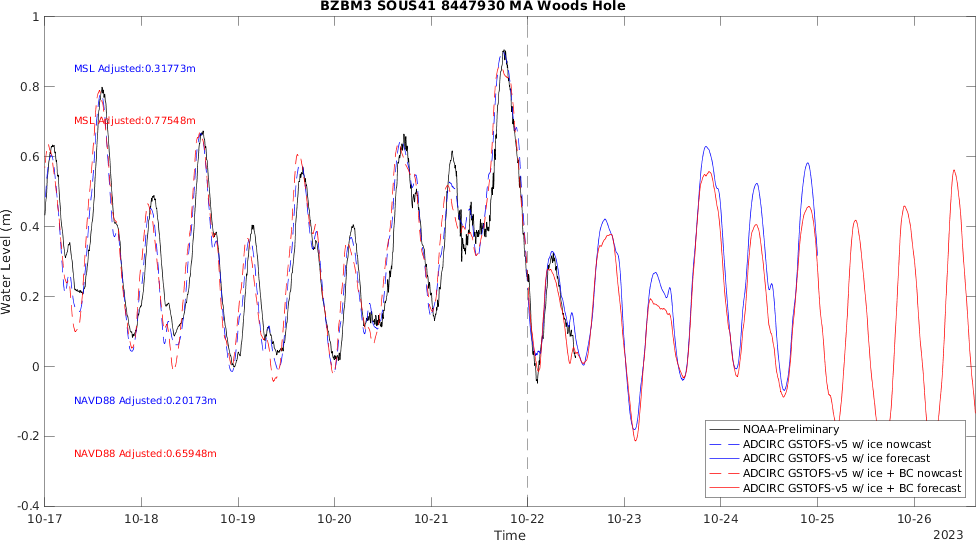 BZBM3 SOUS41 8447930 MA Woods Hole
1
0.8
0.6
0.4
0.2
0
-0.2
-0.4
Water Level (m)
MSL Adjusted:0.31773m
MSL Adjusted:0.77548m
NAVD88 Adjusted:0.20173m
NAVD88 Adjusted:0.65948m
NOAA-Preliminary
ADCIRC GSTOFS-v5 w/ ice nowcast
ADCIRC GSTOFS-v5 w/ ice forecast
ADCIRC GSTOFS-v5 w/ ice + BC nowcast
ADCIRC GSTOFS-v5 w/ ice + BC forecast
10-17 10-18 10-19 10-20 10-21 10-22 10-23 10-24 10-25 10-26
Time
2023